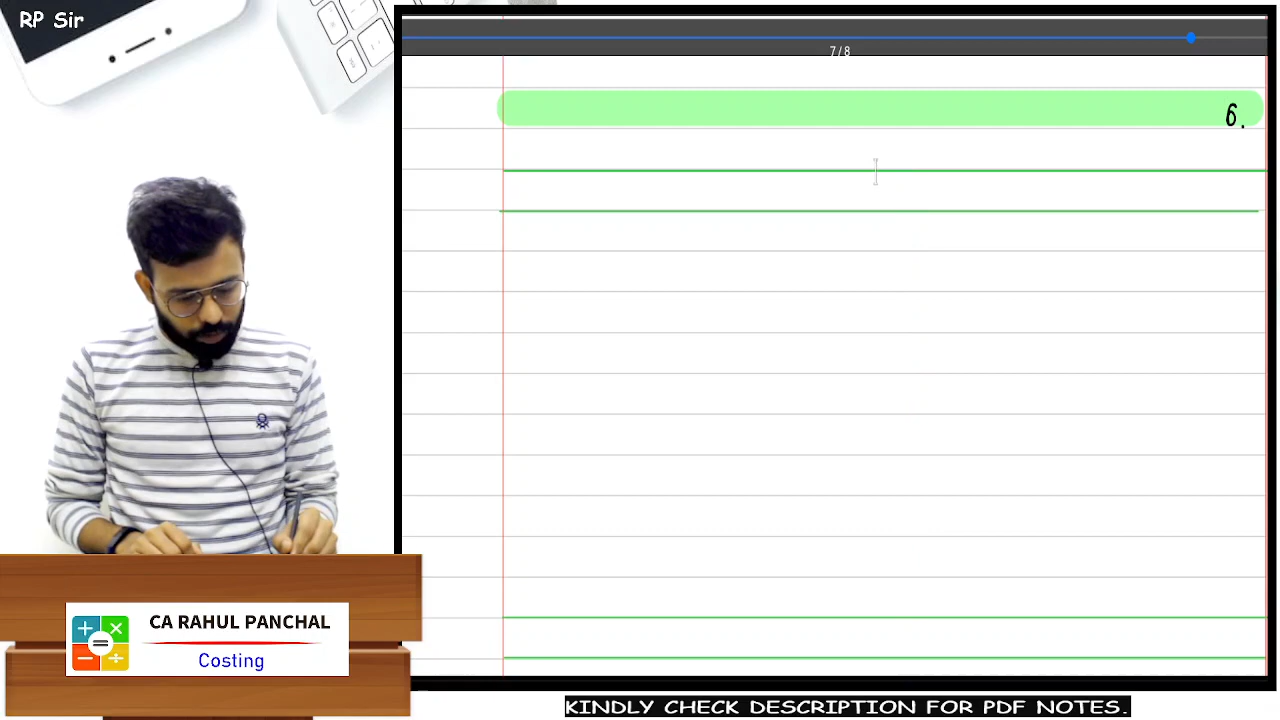 RP Sir
7 / 8
6.
CA RAHUL PANCHAL
Costing
KINDLY CHECK DESCRIPTION FOR PDF NOTES.